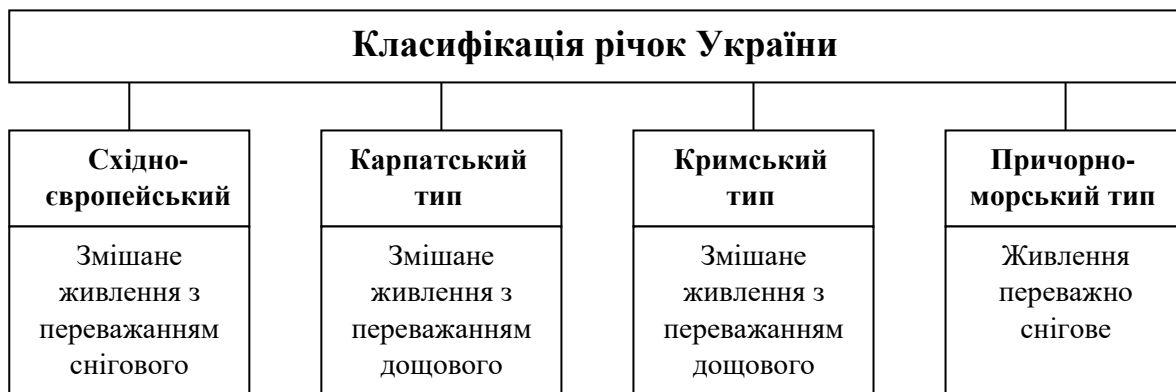 Класифікація річок України
Східно-
європейський
Змішане
живлення з
переважанням
снігового
Карпатський
тип
Змішане
живлення з
переважанням
дощового
Кримський
тип
Змішане
живлення з
переважанням
дощового
Причорно-
морський тип
Живлення
переважно
снігове